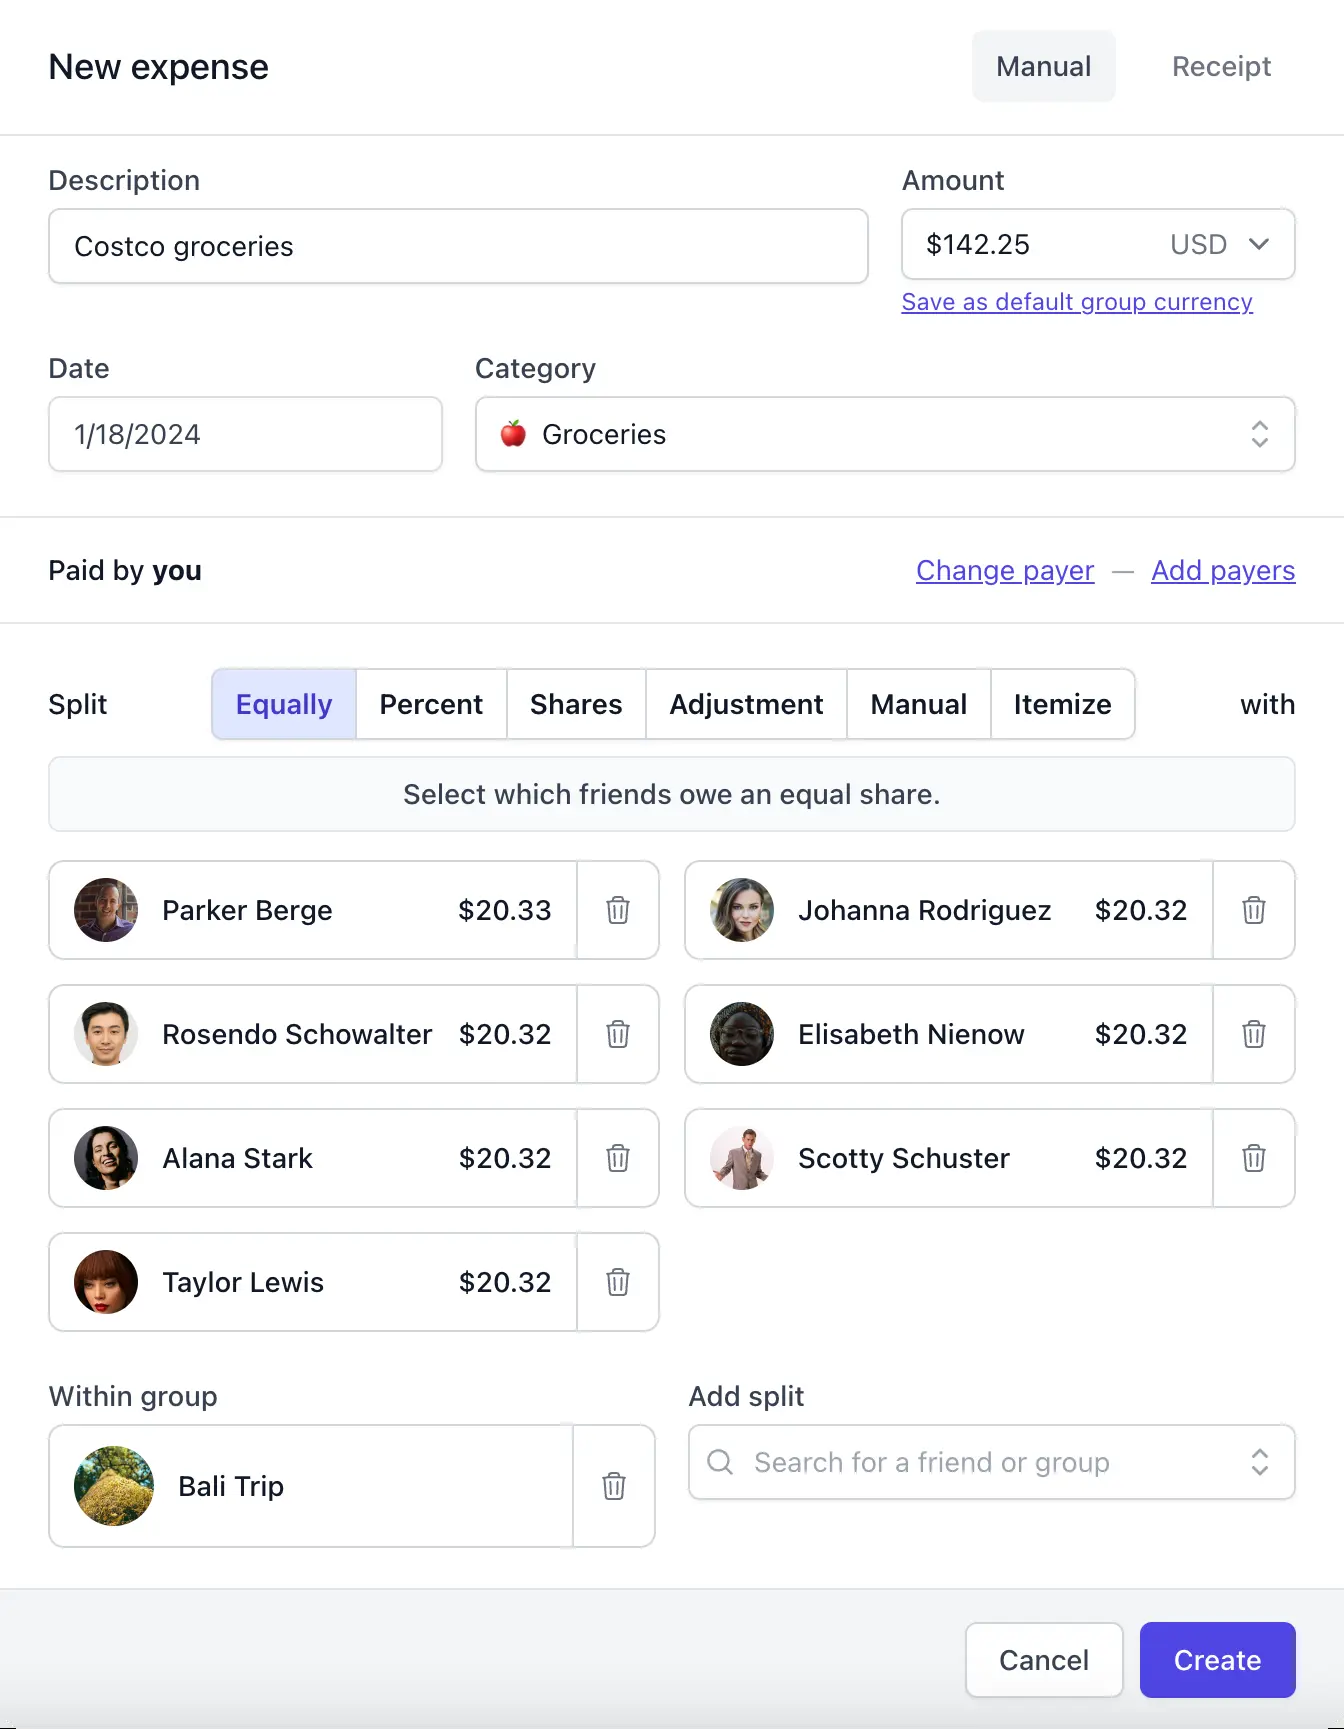 New expense
Manual
Receipt
Description
Amount
Costco groceries
$142.25 USD
Save as default group currency
Date
Category
1/18/2024
Groceries
Paid by you
Change payer — Add payers
Split
Equally
Percent
Shares
Adjustment
Manual
Itemize
with
Select which friends owe an equal share.
Parker Berge $20.33
Johanna Rodriguez $20.32
Rosendo Schowalter $20.32
Elisabeth Nienow $20.32
Alana Stark $20.32
Scotty Schuster $20.32
Taylor Lewis $20.32
Within group
Add split
Bali Trip
Search for a friend or group
Cancel
Create